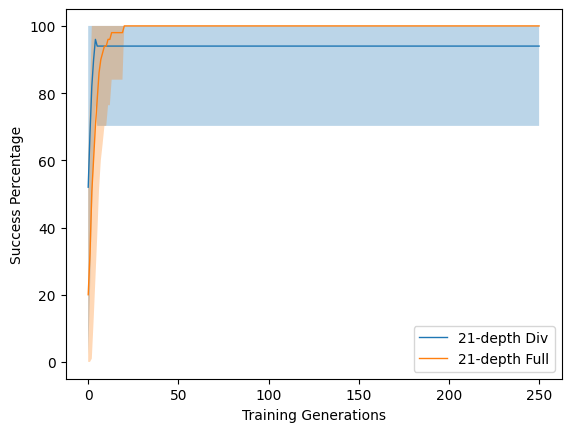 100
80
60
40
20
0
Success Percentage
0 50 100 150 200 250
Training Generations
21-depth Div
21-depth Full